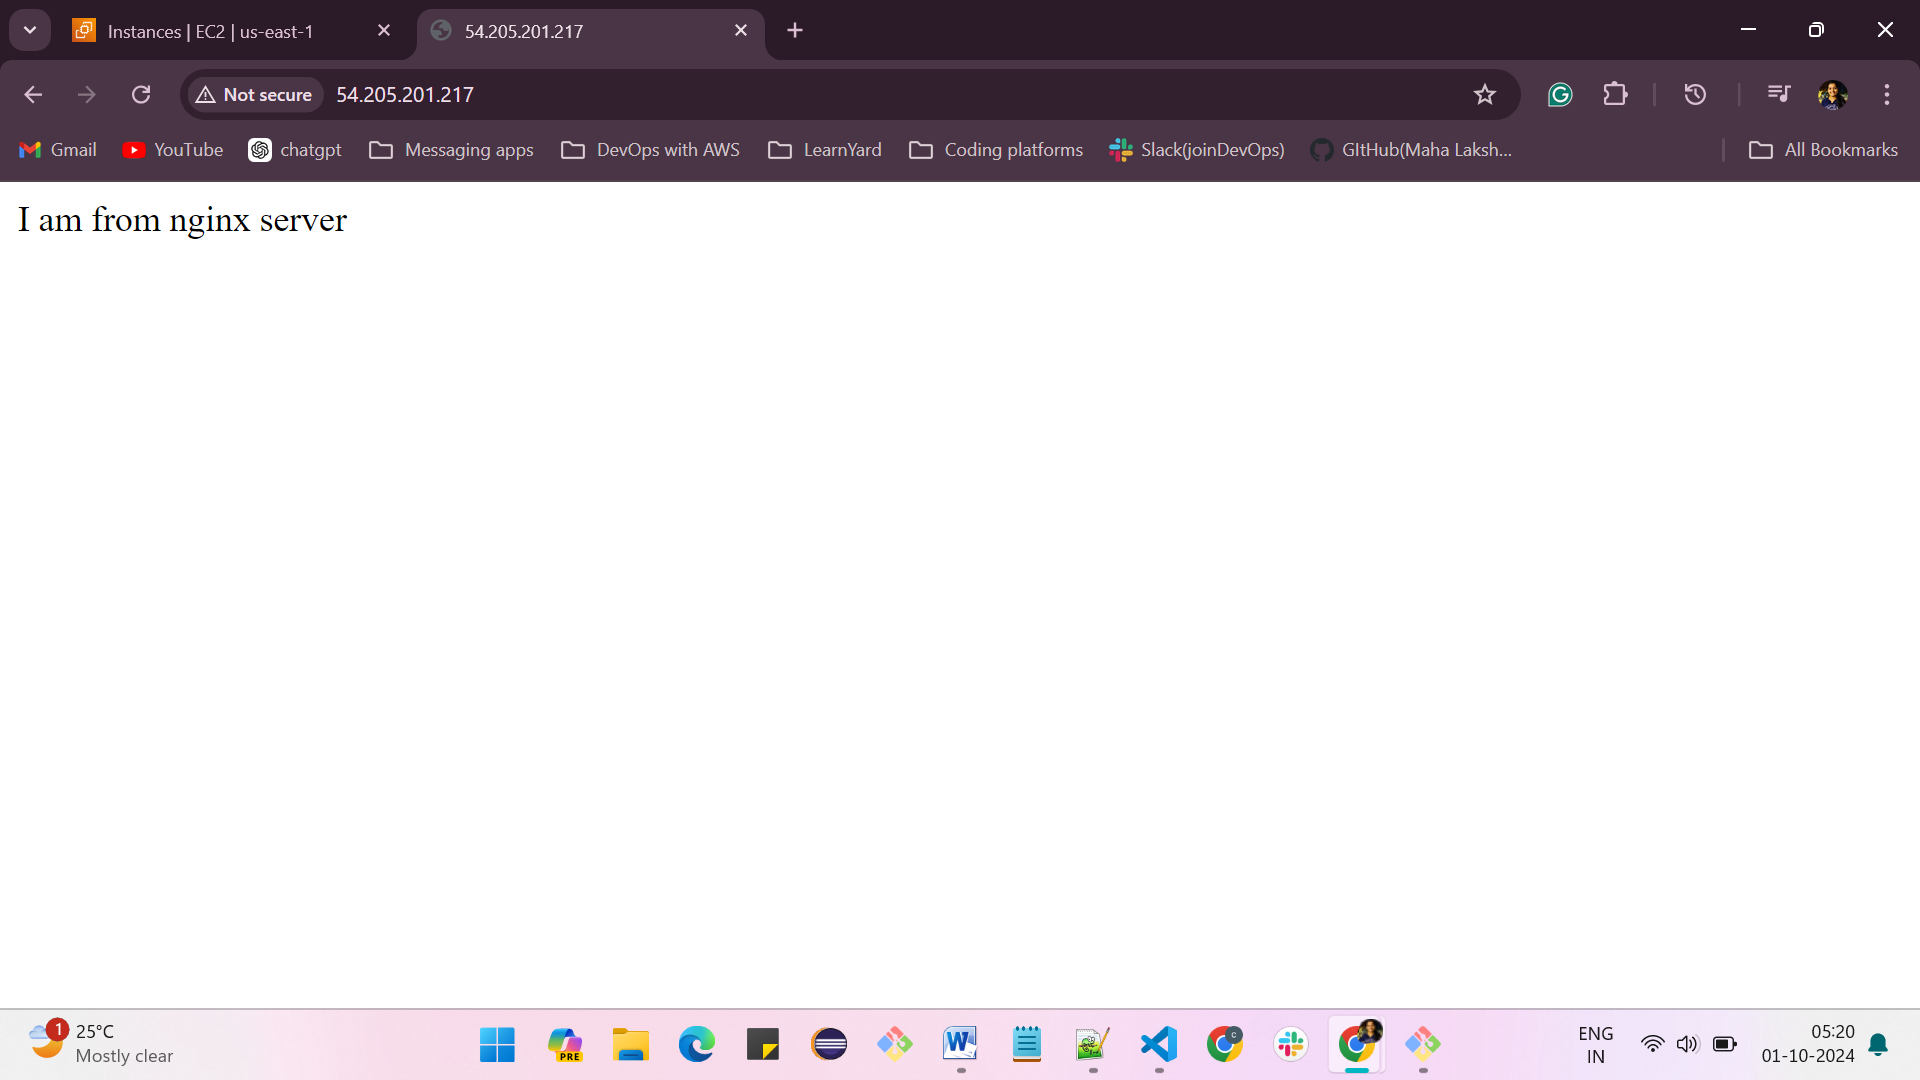 Instances | EC2 | us-east-1
54.205.201.217
Not secure
54.205.201.217
Gmail
YouTube
chatgpt
Messaging apps
DevOps with AWS
LearnYard
Coding platforms
Slack(joinDevOps)
GItHub(Maha Laksh...
All Bookmarks
I am from nginx server
1
25°C
Mostly clear
PRE
W
C
ENG
IN
05:20
01-10-2024